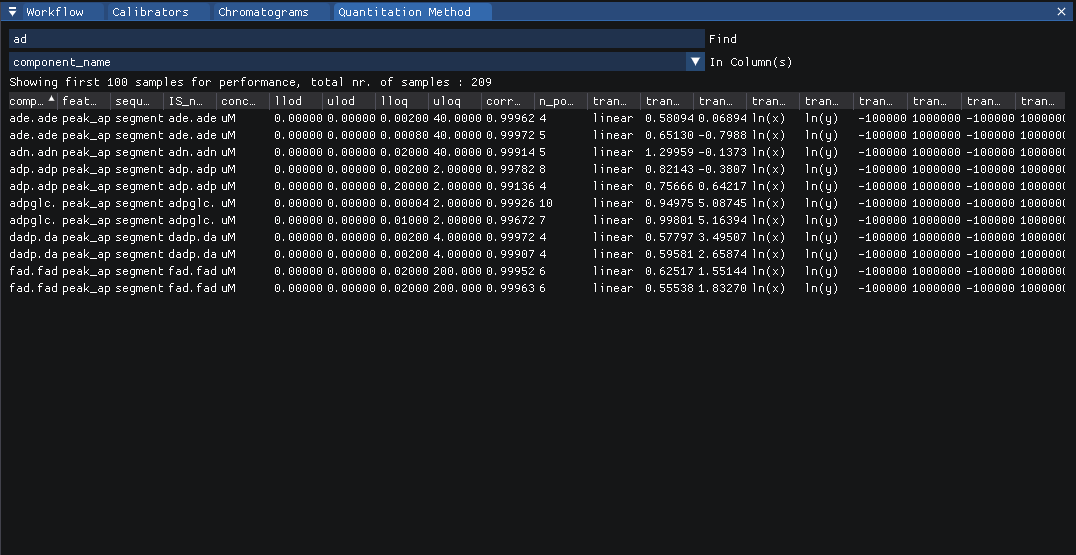 Workflow Calibrators Chromatograms Quantitation Method
ad Find
component_name In Column(s)
Showing first 100 samples for performance, total nr. of samples : 209
comp… feat… sequ… IS_n… conc… llod ulod lloq uloq corr… n_po… tran… tran… tran… tran… tran… tran… tran… tran… tran…
ade.ade peak_ap segment ade.ade uM 0.00000 0.00000 0.00200 40.0000 0.99962 4 linear 0.58094 0.06894 ln(x) ln(y) -100000 1000000 -100000 1000000
ade.ade peak_ap segment ade.ade uM 0.00000 0.00000 0.00080 40.0000 0.99972 5 linear 0.65130 -0.7988 ln(x) ln(y) -100000 1000000 -100000 1000000
adn.adn peak_ap segment adn.adn uM 0.00000 0.00000 0.02000 40.0000 0.99914 5 linear 1.29959 -0.1373 ln(x) ln(y) -100000 1000000 -100000 1000000
adp.adp peak_ap segment adp.adp uM 0.00000 0.00000 0.00200 2.00000 0.99782 8 linear 0.82143 -0.3807 ln(x) ln(y) -100000 1000000 -100000 1000000
adp.adp peak_ap segment adp.adp uM 0.00000 0.00000 0.20000 2.00000 0.99136 4 linear 0.75666 0.64217 ln(x) ln(y) -100000 1000000 -100000 1000000
adpglc. peak_ap segment adpglc. uM 0.00000 0.00000 0.00004 2.00000 0.99926 10 linear 0.94975 5.08745 ln(x) ln(y) -100000 1000000 -100000 1000000
adpglc. peak_ap segment adpglc. uM 0.00000 0.00000 0.01000 2.00000 0.99672 7 linear 0.99801 5.16394 ln(x) ln(y) -100000 1000000 -100000 1000000
dadp.da peak_ap segment dadp.da uM 0.00000 0.00000 0.00200 4.00000 0.99972 4 linear 0.57797 3.49507 ln(x) ln(y) -100000 1000000 -100000 1000000
dadp.da peak_ap segment dadp.da uM 0.00000 0.00000 0.00200 4.00000 0.99907 4 linear 0.59581 2.65874 ln(x) ln(y) -100000 1000000 -100000 1000000
fad.fad peak_ap segment fad.fad uM 0.00000 0.00000 0.02000 200.000 0.99952 6 linear 0.62517 1.55144 ln(x) ln(y) -100000 1000000 -100000 1000000
fad.fad peak_ap segment fad.fad uM 0.00000 0.00000 0.02000 200.000 0.99963 6 linear 0.55538 1.83270 ln(x) ln(y) -100000 1000000 -100000 1000000